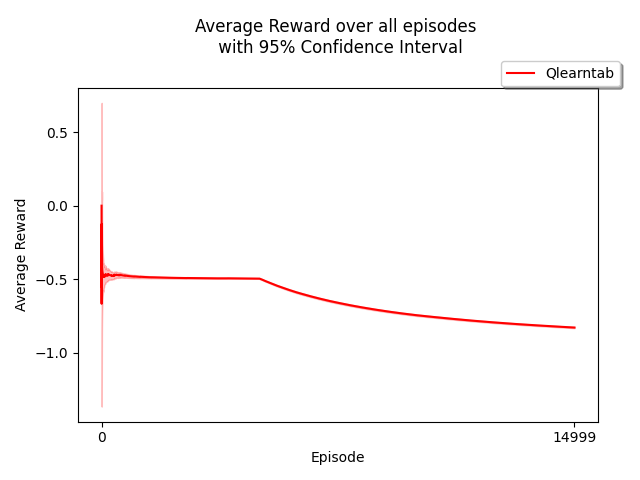 Average Reward over all episodes
with 95% Confidence Interval
Qlearntab
0.5
0.0
−0.5
−1.0
Average Reward
0
14999
Episode